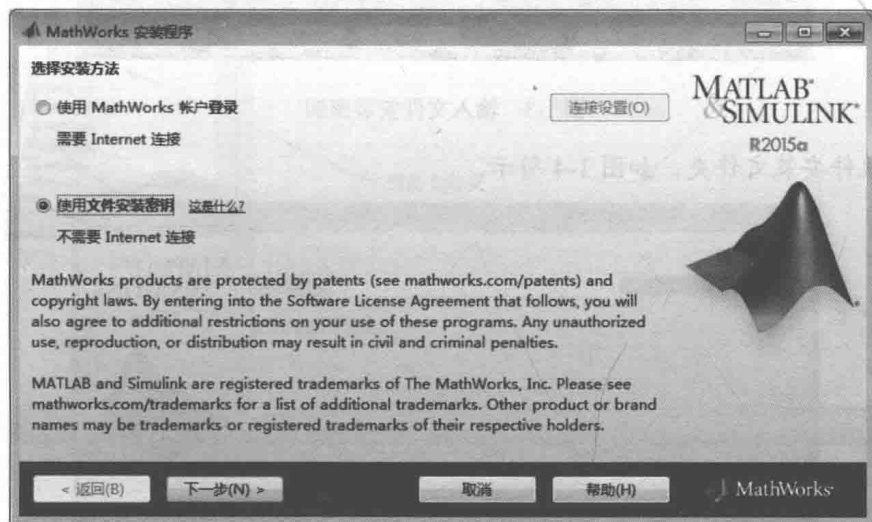 MathWorks 安装程序
选择安装方法
使用 MathWorks 帐户登录
连接设置(O)
需要 Internet 连接
使用文件安装密钥 这是什么?
不需要 Internet 连接
MathWorks products are protected by patents (see mathworks.com/patents) and
copyright laws. By entering into the Software License Agreement that follows, you will
also agree to additional restrictions on your use of these programs. Any unauthorized
use, reproduction, or distribution may result in civil and criminal penalties.
MATLAB and Simulink are registered trademarks of The MathWorks, Inc. Please see
mathworks.com/trademarks for a list of additional trademarks. Other product or brand
names may be trademarks or registered trademarks of their respective holders.
MATLAB®
&SIMULINK®
R2015a
< 返回(B)
下一步(N) >
取消
帮助(H)
MathWorks®